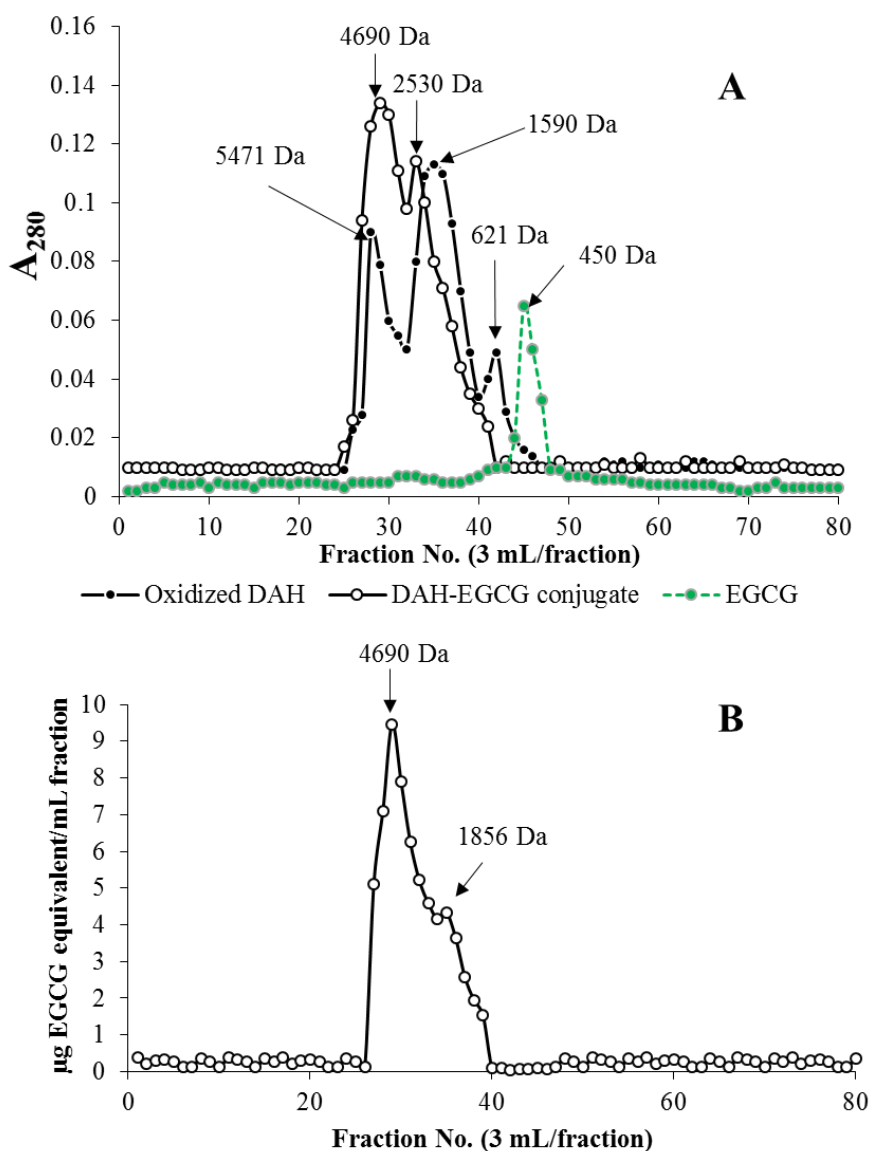 0.16
0.14
0.12
0.1
0.08
0.06
0.04
0.02
0
A280
4690 Da
2530 Da
1590 Da
5471 Da
621 Da
450 Da
A
0 10 20 30 40 50 60 70 80
Fraction No. (3 mL/fraction)
Oxidized DAH DAH-EGCG conjugate EGCG
4690 Da
1856 Da
B
10
9
8
7
6
5
4
3
2
1
0
µg EGCG equivalent/mL fraction
0 20 40 60 80
Fraction No. (3 mL/fraction)